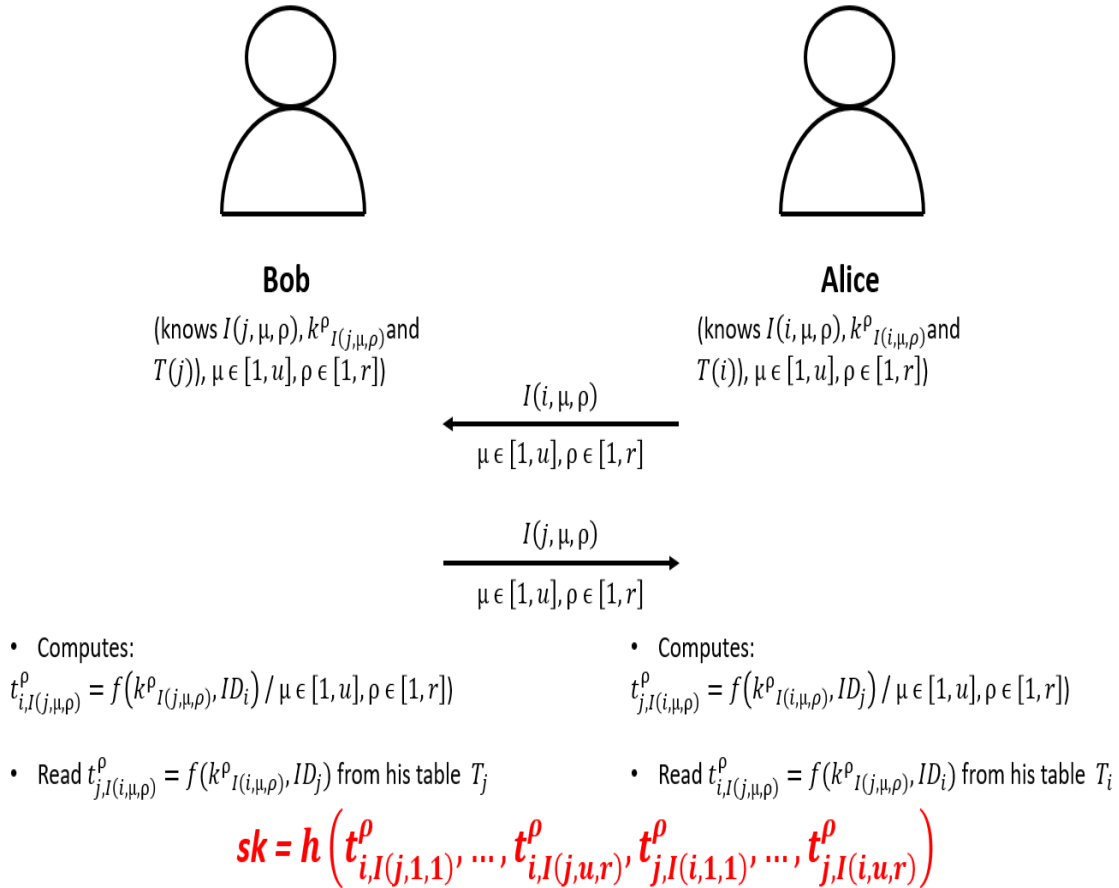 Bob
Alice
(knows I(j, μ, ρ), k^ρ_{I(j,μ,ρ)} and
T(j)), μ ϵ [1, u], ρ ϵ [1, r])
(knows I(i, μ, ρ), k^ρ_{I(i,μ,ρ)} and
T(i)), μ ϵ [1, u], ρ ϵ [1, r])
I(i, μ, ρ)
μ ϵ [1, u], ρ ϵ [1, r]
I(j, μ, ρ)
μ ϵ [1, u], ρ ϵ [1, r]
• Computes:
t^ρ_{i,I(j,μ,ρ)} = f(k^ρ_{I(j,μ,ρ)}, ID_i) / μ ϵ [1, u], ρ ϵ [1, r])
• Read t^ρ_{j,I(i,μ,ρ)} = f(k^ρ_{I(i,μ,ρ)}, ID_j) from his table T_j
• Computes:
t^ρ_{j,I(i,μ,ρ)} = f(k^ρ_{I(i,μ,ρ)}, ID_j) / μ ϵ [1, u], ρ ϵ [1, r])
• Read t^ρ_{i,I(j,μ,ρ)} = f(k^ρ_{I(j,μ,ρ)}, ID_i) from his table T_i
sk = h(t^ρ_{i,I(j,1,1)}, ..., t^ρ_{i,I(j,u,r)}, t^ρ_{j,I(i,1,1)}, ..., t^ρ_{j,I(i,u,r)})